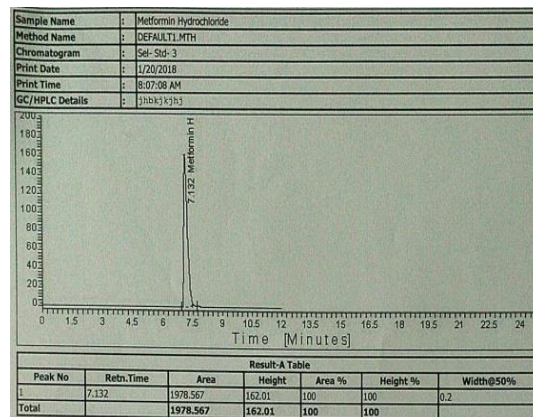 Sample Name : Metformin Hydrochloride
Method Name : DEFAULT1.MTH
Chromatogram : Sel- Std- 3
Print Date : 1/20/2018
Print Time : 8:07:08 AM
GC/HPLC Details : jhbkjkjhj
200
180
160
140
120
100
80
60
40
20
0
7.132 Metformin H
0 1.5 3 4.5 6 7.5 9 10.5 12 13.5 15 16.5 18 19.5 21 22.5 24
Time [Minutes]
Result-A Table
Peak No Retn.Time Area Height Area % Height % Width@50%
1 7.132 1978.567 162.01 100 100 0.2
Total 1978.567 162.01 100 100